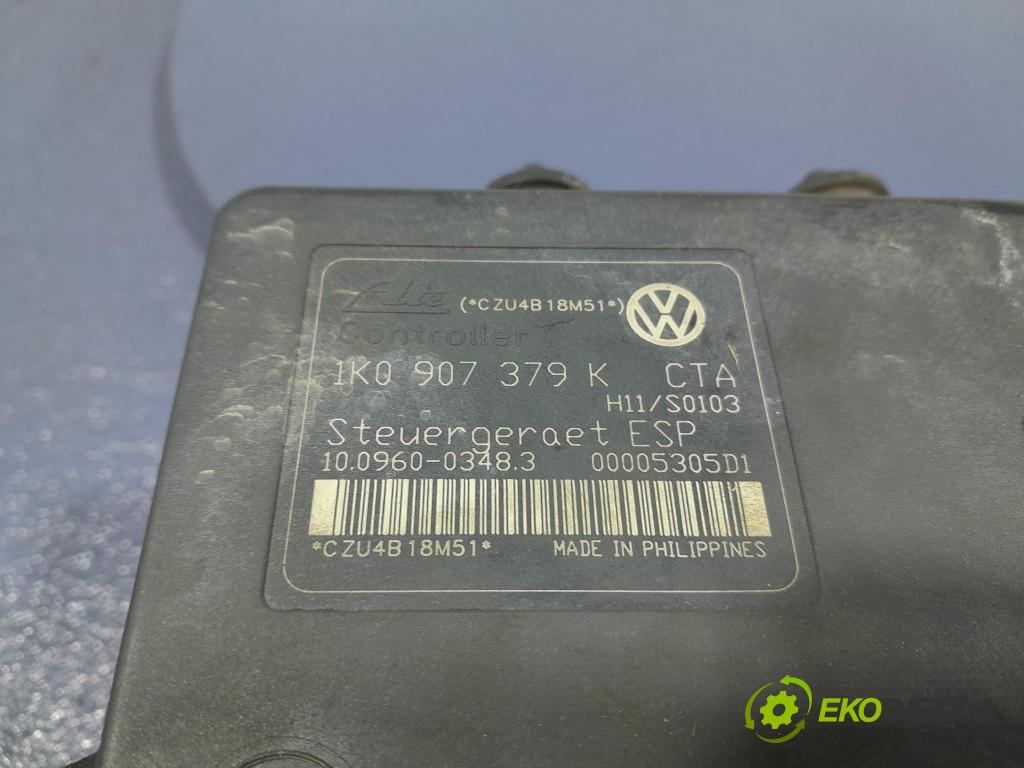 Ate (*CZU4B18M51*)
Controller
1K0 907 379 K CTA
H11/S0103
Steuergeraet ESP
10.0960-0348.3 00005305D1
*CZU4B18M51* MADE IN PHILIPPINES
EKO